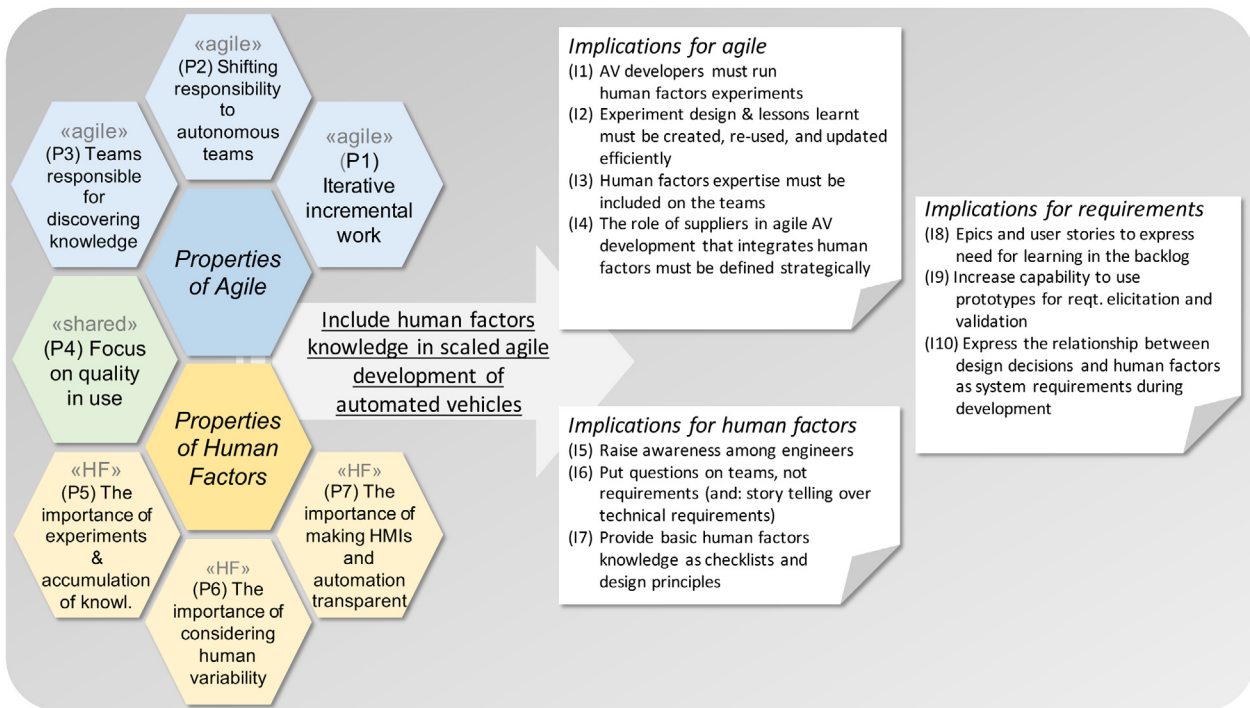 «agile»
(P2) Shifting
responsibility
to
autonomous
teams
«agile»
(P3) Teams
responsible
for
discovering
knowledge
«agile»
(P1)
Iterative
incremental
work
Properties
of Agile
«shared»
(P4) Focus
on quality
in use
Properties
of Human
Factors
«HF»
(P5) The
importance of
experiments
&
accumulation
of knowl.
«HF»
(P6) The
importance of
considering
human
variability
«HF»
(P7) The
importance of
making HMIs
and
automation
transparent
Include human factors
knowledge in scaled agile
development of
automated vehicles
Implications for agile
(I1) AV developers must run
human factors experiments
(I2) Experiment design & lessons learnt
must be created, re-used, and updated
efficiently
(I3) Human factors expertise must be
included on the teams
(I4) The role of suppliers in agile AV
development that integrates human
factors must be defined strategically
Implications for human factors
(I5) Raise awareness among engineers
(I6) Put questions on teams, not
requirements (and: story telling over
technical requirements)
(I7) Provide basic human factors
knowledge as checklists and
design principles
Implications for requirements
(I8) Epics and user stories to express
need for learning in the backlog
(I9) Increase capability to use
prototypes for reqt. elicitation and
validation
(I10) Express the relationship between
design decisions and human factors
as system requirements during
development